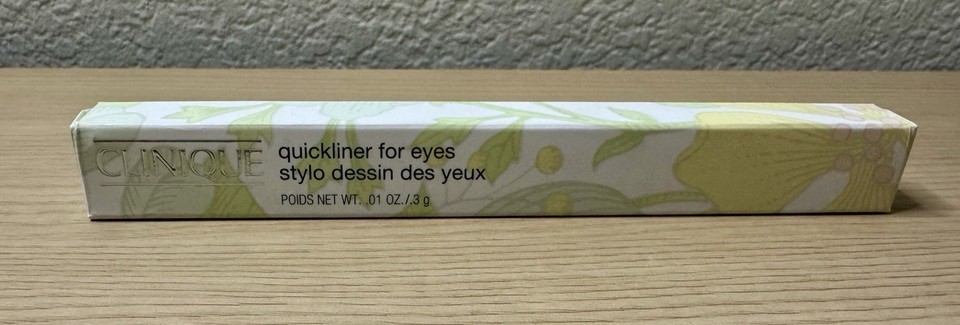 CLINIQUE
quickliner for eyes
stylo dessin des yeux
POIDS NET WT. .01 OZ./.3 g